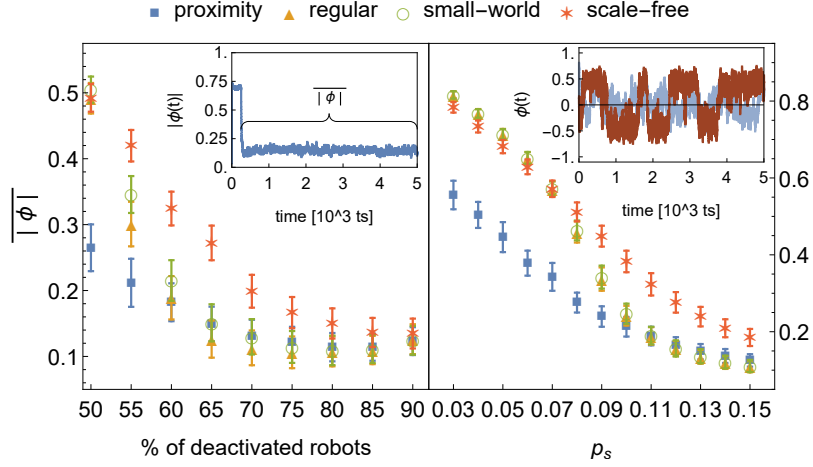 proximity regular small-world scale-free
0.5
0.4
0.3
0.2
0.1
| ϕ |
50 55 60 65 70 75 80 85 90
% of deactivated robots
1.
0.75
0.5
0.25
0.
|ϕ(t)|
| ϕ |
0 1 2 3 4 5
time [10^3 ts]
1.
0.5
0.
-0.5
-1.
ϕ(t)
0 1 2 3 4 5
time [10^3 ts]
0.8
0.6
0.4
0.2
0.03 0.05 0.07 0.09 0.11 0.13 0.15
p_s